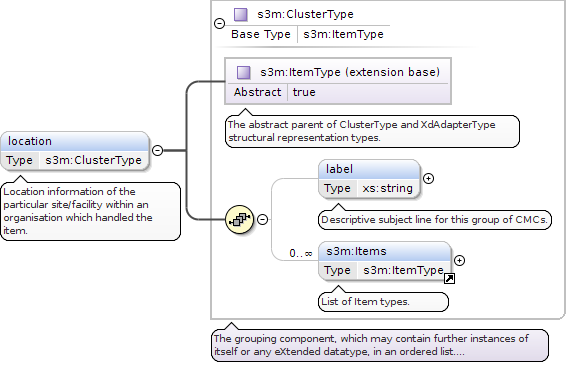 s3m:ClusterType
Base Type s3m:ItemType
s3m:ItemType (extension base)
Abstract true
The abstract parent of ClusterType and XdAdapterType
structural representation types.
location
Type s3m:ClusterType
Location information of the
particular site/facility within an
organisation which handled the
item.
label
Type xs:string
Descriptive subject line for this group of CMCs.
0..∞
s3m:Items
Type s3m:ItemType
List of Item types.
The grouping component, which may contain further instances of
itself or any eXtended datatype, in an ordered list....